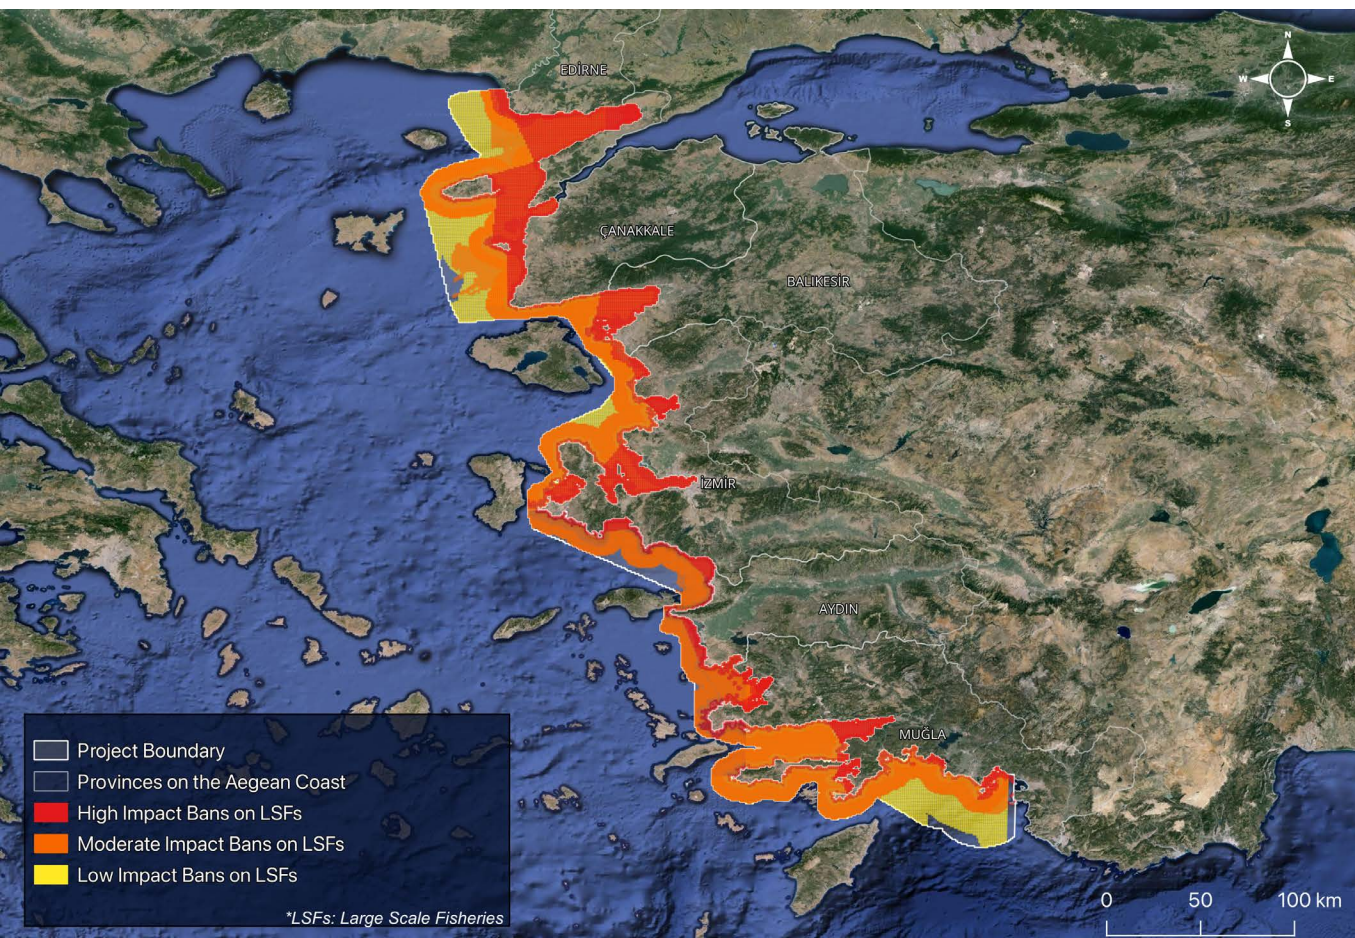 N
W
E
S
EDİRNE
ÇANAKKALE
BALIKESİR
İZMİR
AYDIN
MUĞLA
Project Boundary
Provinces on the Aegean Coast
High Impact Bans on LSFs
Moderate Impact Bans on LSFs
Low Impact Bans on LSFs
*LSFs: Large Scale Fisheries
0 50 100 km